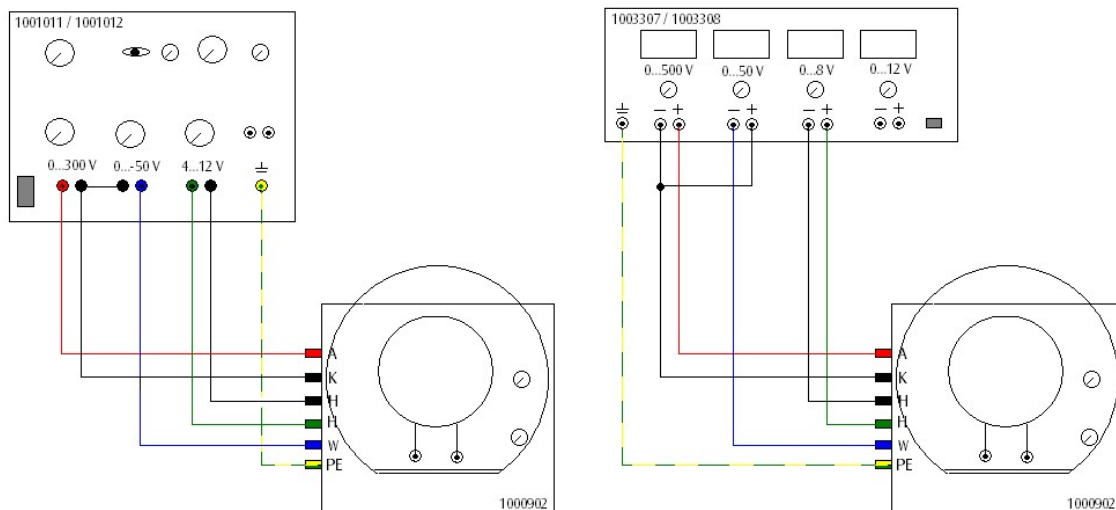 1001011 / 1001012
0...300 V 0...-50 V 4...12 V
A
K
H
H
W
PE
1000902
1003307 / 1003308
0...500 V 0...50 V 0...8 V 0...12 V
− + − + − + − +
A
K
H
H
W
PE
1000902